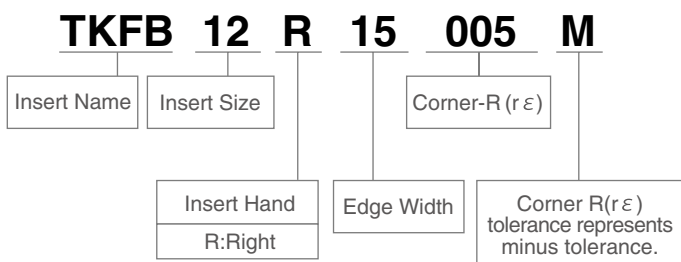 TKFB 12 R 15 005 M
Insert Name
Insert Size
Corner-R (rε)
Insert Hand
R:Right
Edge Width
Corner R(rε)
tolerance represents
minus tolerance.